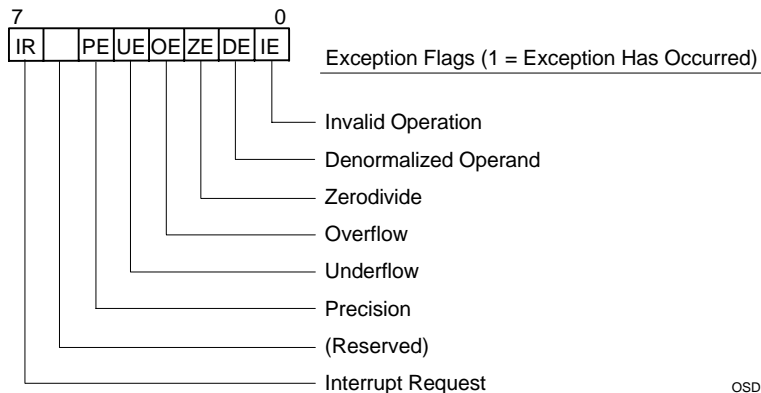 7 0
IR PE UE OE ZE DE IE
Exception Flags (1 = Exception Has Occurred)
Invalid Operation
Denormalized Operand
Zerodivide
Overflow
Underflow
Precision
(Reserved)
Interrupt Request
OSD